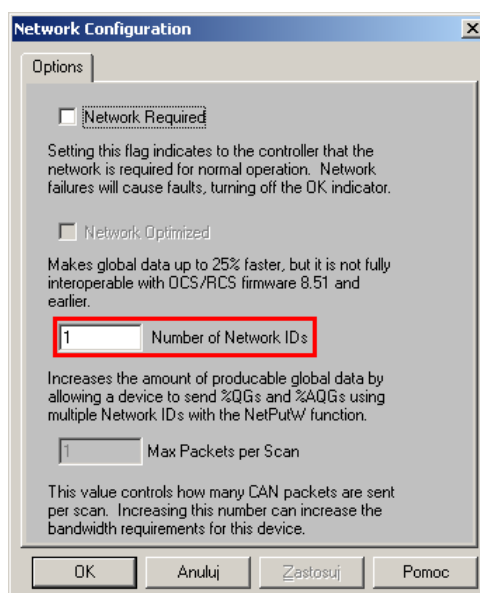 Network Configuration
Options
Network Required
Setting this flag indicates to the controller that the
network is required for normal operation. Network
failures will cause faults, turning off the OK indicator.
Network Optimized
Makes global data up to 25% faster, but it is not fully
interoperable with OCS/RCS firmware 8.51 and
earlier.
1 Number of Network IDs
Increases the amount of producable global data by
allowing a device to send %QGs and %AQGs using
multiple Network IDs with the NetPutW function.
1 Max Packets per Scan
This value controls how many CAN packets are sent
per scan. Increasing this number can increase the
bandwidth requirements for this device.
OK Anuluj Zastosuj Pomoc